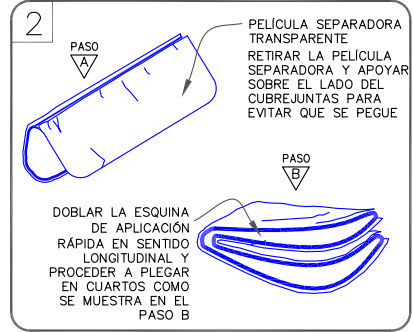 2
PASO
A
PELÍCULA SEPARADORA
TRANSPARENTE
RETIRAR LA PELÍCULA
SEPARADORA Y APOYAR
SOBRE EL LADO DEL
CUBREJUNTAS PARA
EVITAR QUE SE PEGUE
PASO
B
DOBLAR LA ESQUINA
DE APLICACIÓN
RÁPIDA EN SENTIDO
LONGITUDINAL Y
PROCEDER A PLEGAR
EN CUARTOS COMO
SE MUESTRA EN EL
PASO B